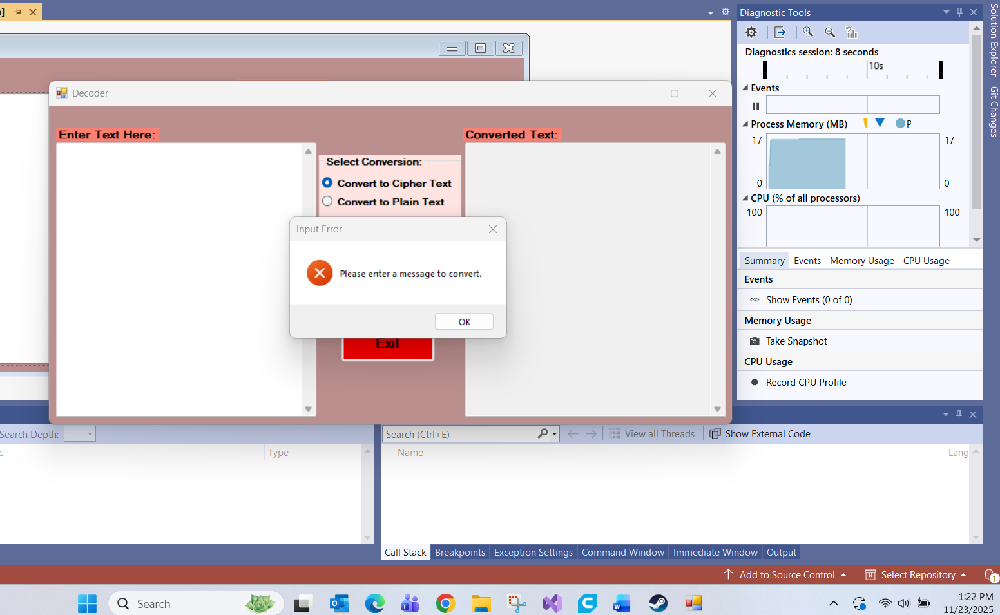 ]
Diagnostic Tools
Solution Explorer
Git Changes
Diagnostics session: 8 seconds
10s
Events
Process Memory (MB)
P
17
17
0
0
CPU (% of all processors)
100
100
Summary
Events
Memory Usage
CPU Usage
Events
Show Events (0 of 0)
Memory Usage
Take Snapshot
CPU Usage
Record CPU Profile
Decoder
Enter Text Here:
Converted Text:
Select Conversion:
Convert to Cipher Text
Convert to Plain Text
Input Error
Please enter a message to convert.
OK
Exit
Search Depth:
Type
Search (Ctrl+E)
View all Threads
Show External Code
Name
Lang
Call Stack
Breakpoints
Exception Settings
Command Window
Immediate Window
Output
Add to Source Control
Select Repository
1
Search
1:22 PM
11/23/2025